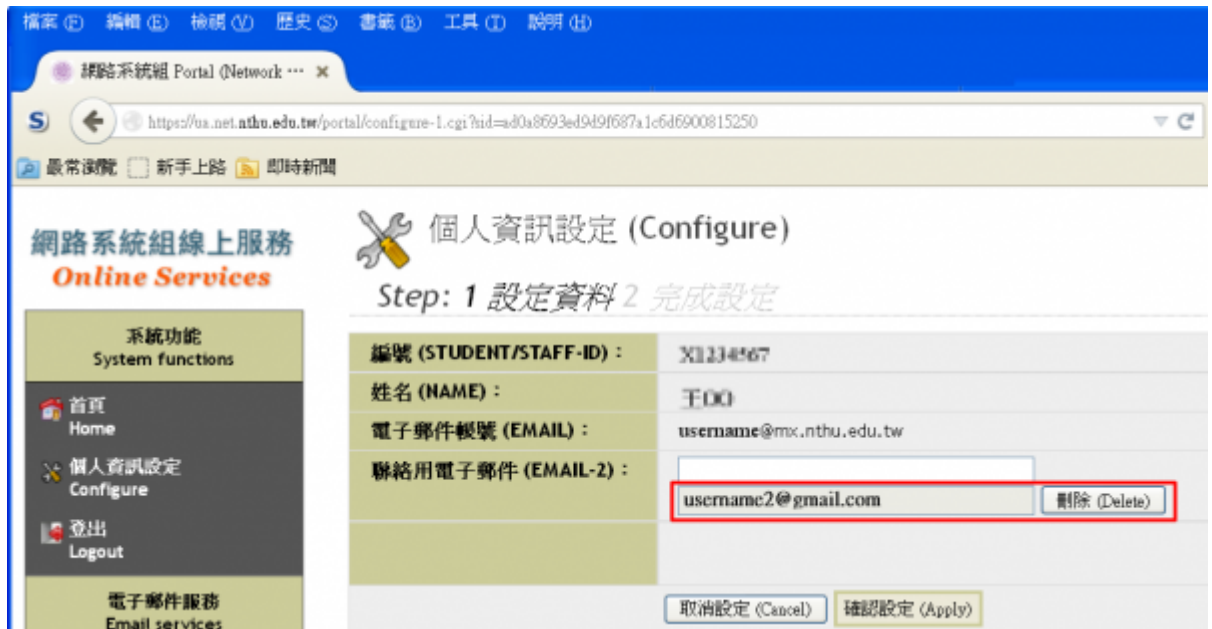 檔案(F) 編輯(E) 檢視(V) 歷史(S) 書籤(B) 工具(T) 說明(H)
網路系統組 Portal (Network ...
S
https://ua.net.nthu.edu.tw/portal/configure-1.cgi?sid=ad0a8693ed9d9f687a1c6d6900815250
最常瀏覽 新手上路 即時新聞
網路系統組線上服務
Online Services
系統功能
System functions
首頁
Home
個人資訊設定
Configure
登出
Logout
電子郵件服務
Email services
個人資訊設定 (Configure)
Step: 1 設定資料 2 完成設定
編號 (STUDENT/STAFF-ID)： X1234567
姓名 (NAME)： 王OO
電子郵件帳號 (EMAIL)： username@mx.nthu.edu.tw
聯絡用電子郵件 (EMAIL-2)：
username2@gmail.com 刪除 (Delete)
取消設定 (Cancel) 確認設定 (Apply)